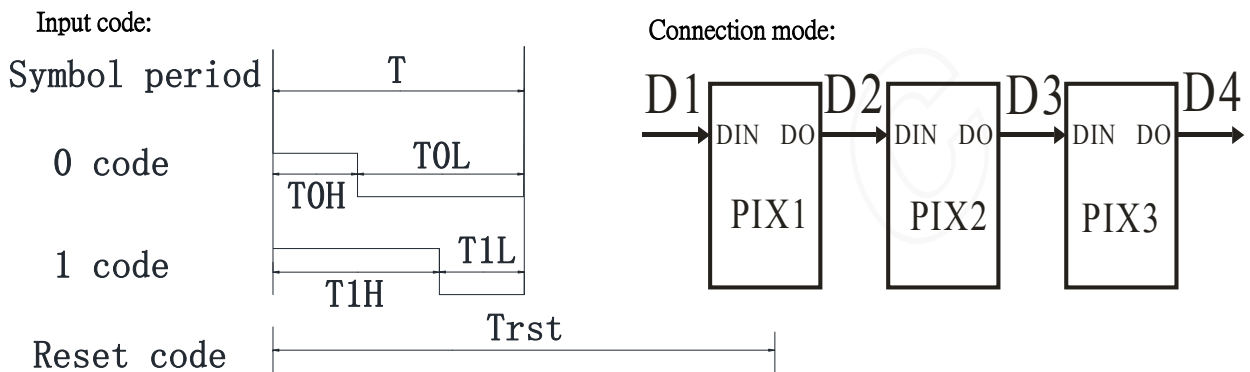 Input code:
Symbol period
T
0 code
T0H
T0L
1 code
T1H
T1L
Reset code
Trst
Connection mode:
D1 D2 D3 D4
DIN DO DIN DO DIN DO
PIX1 PIX2 PIX3